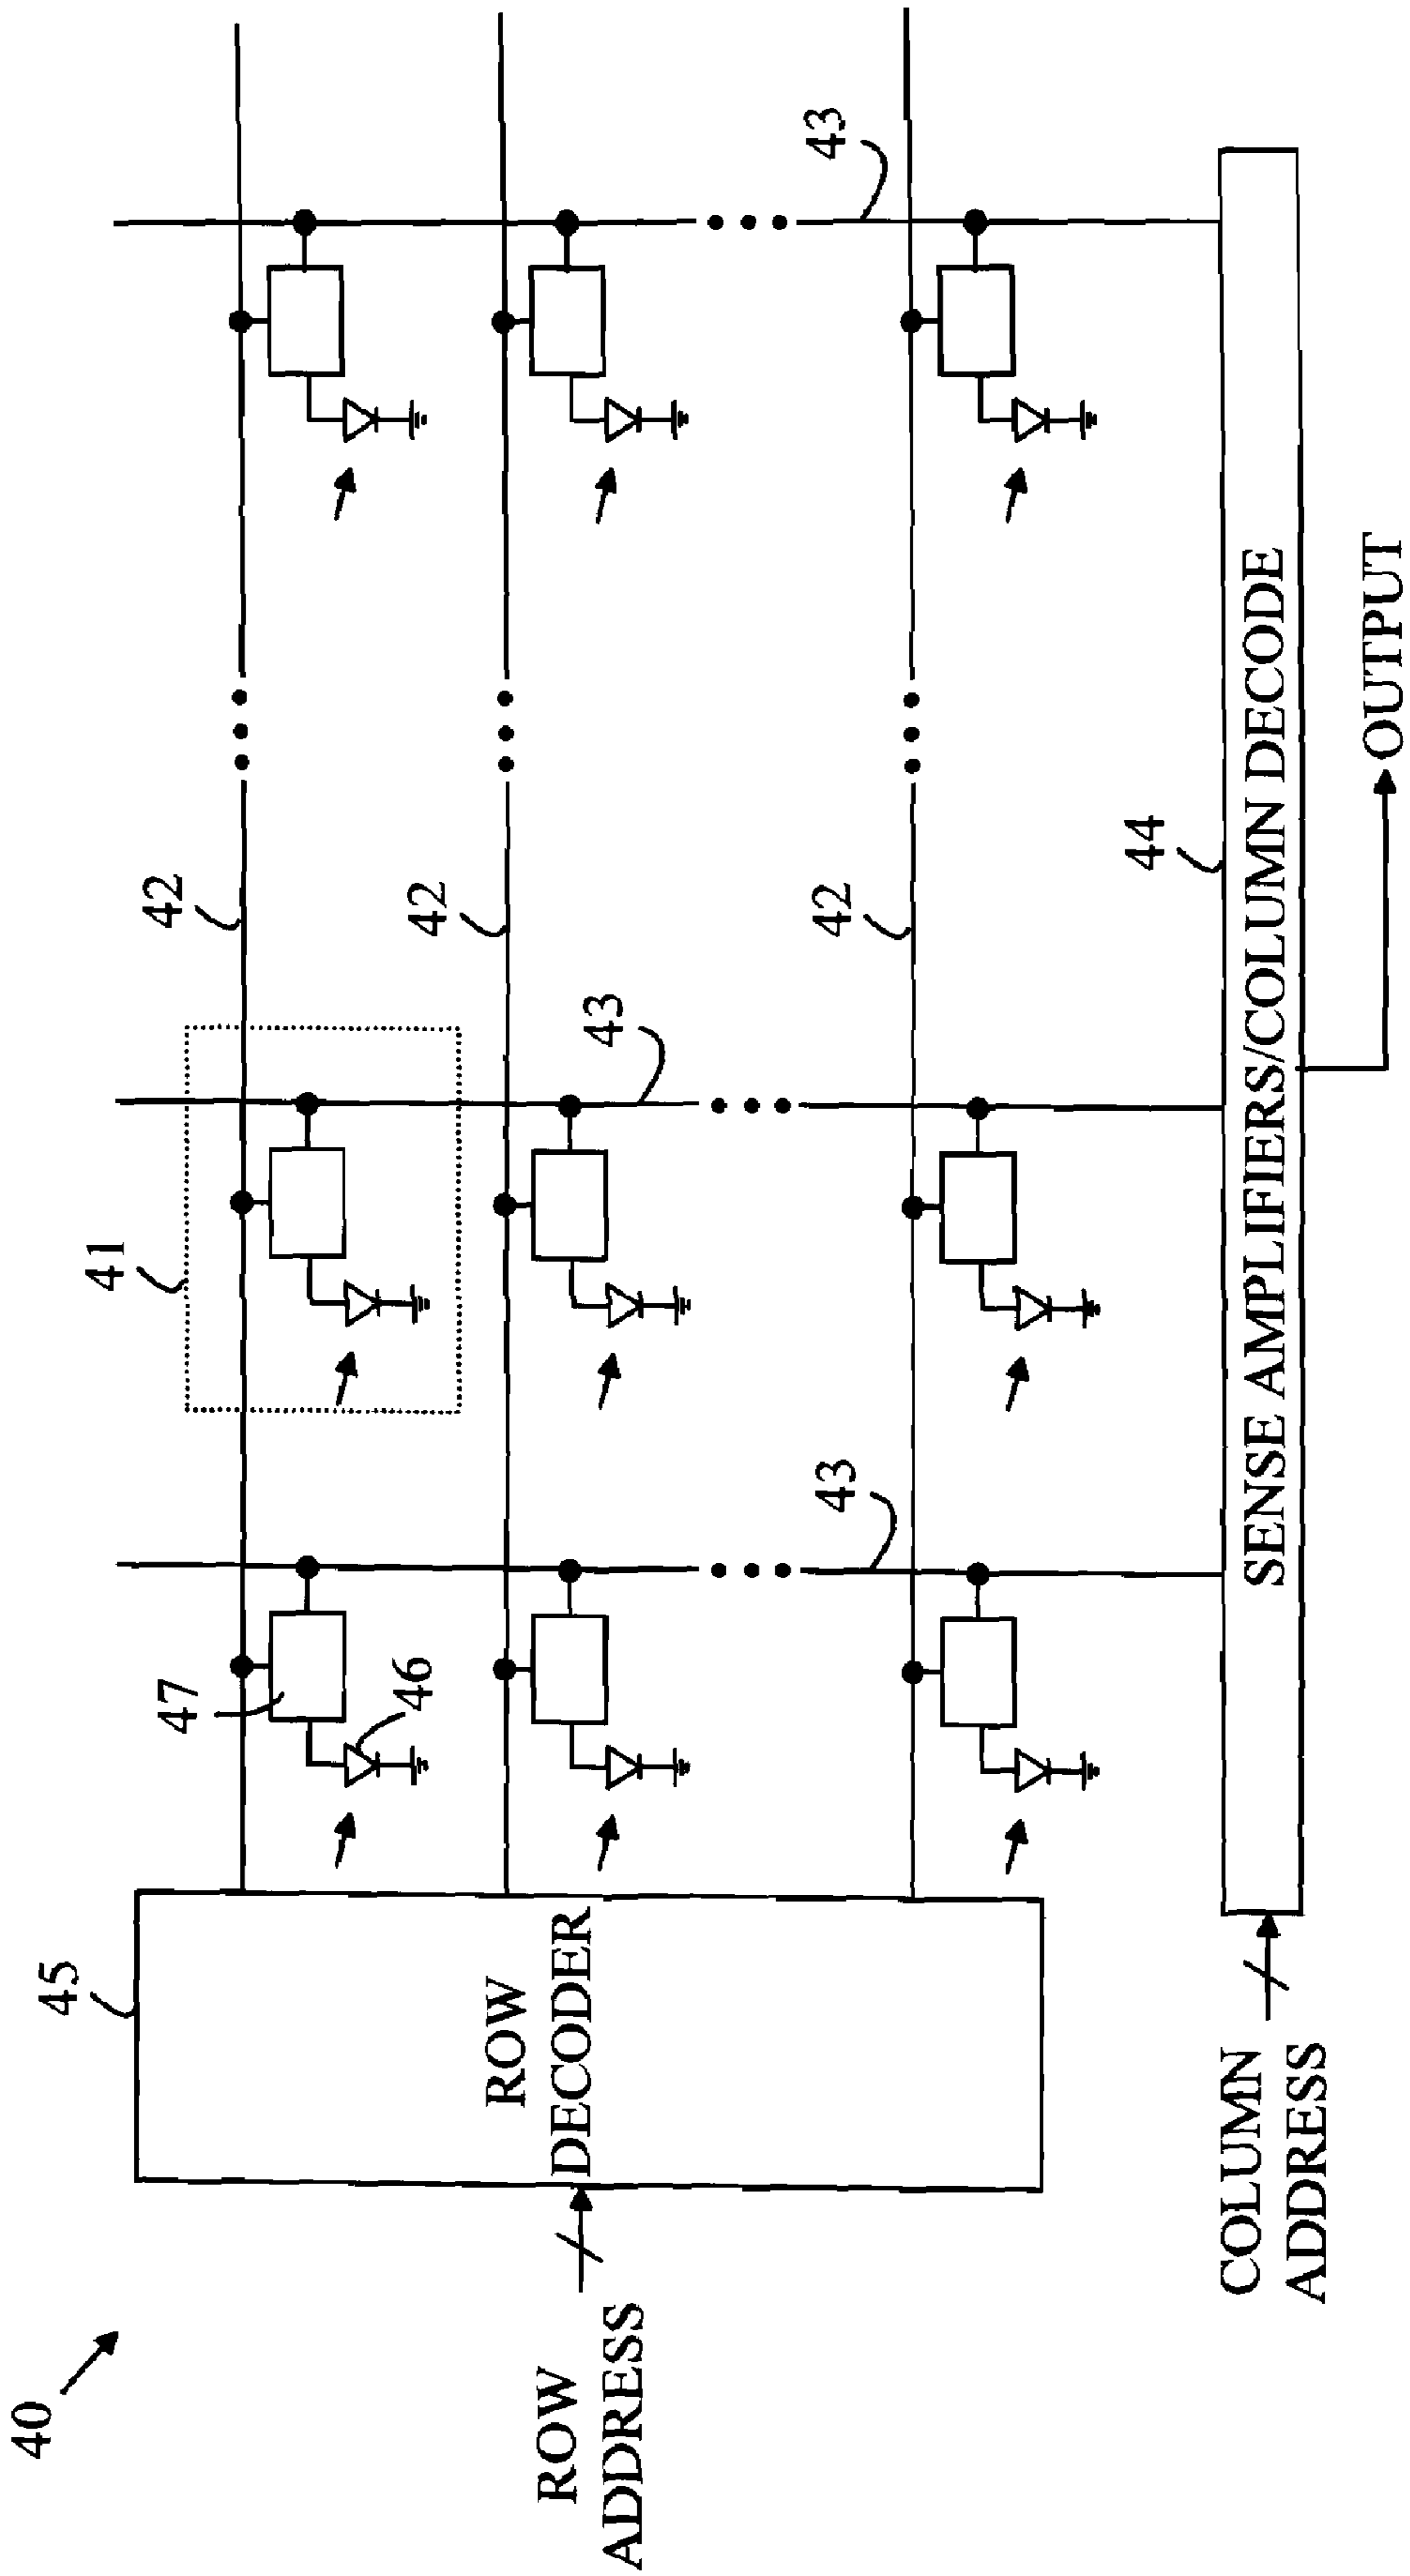 40
45
ROW
DECODER
ROW
ADDRESS
47
46
41
42
42
42
43
43
43
44
SENSE AMPLIFIERS/COLUMN DECODE
COLUMN
ADDRESS
OUTPUT